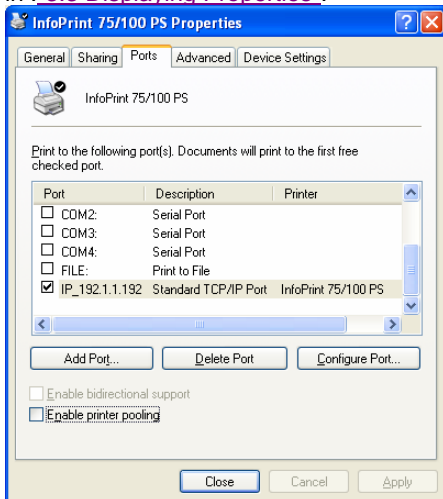 InfoPrint 75/100 PS Properties
General Sharing Ports Advanced Device Settings
InfoPrint 75/100 PS
Print to the following port(s). Documents will print to the first free
checked port.
Port Description Printer
COM2: Serial Port
COM3: Serial Port
COM4: Serial Port
FILE: Print to File
IP_192.1.1.192 Standard TCP/IP Port InfoPrint 75/100 PS
Add Port... Delete Port Configure Port...
Enable bidirectional support
Enable printer pooling
Close Cancel Apply